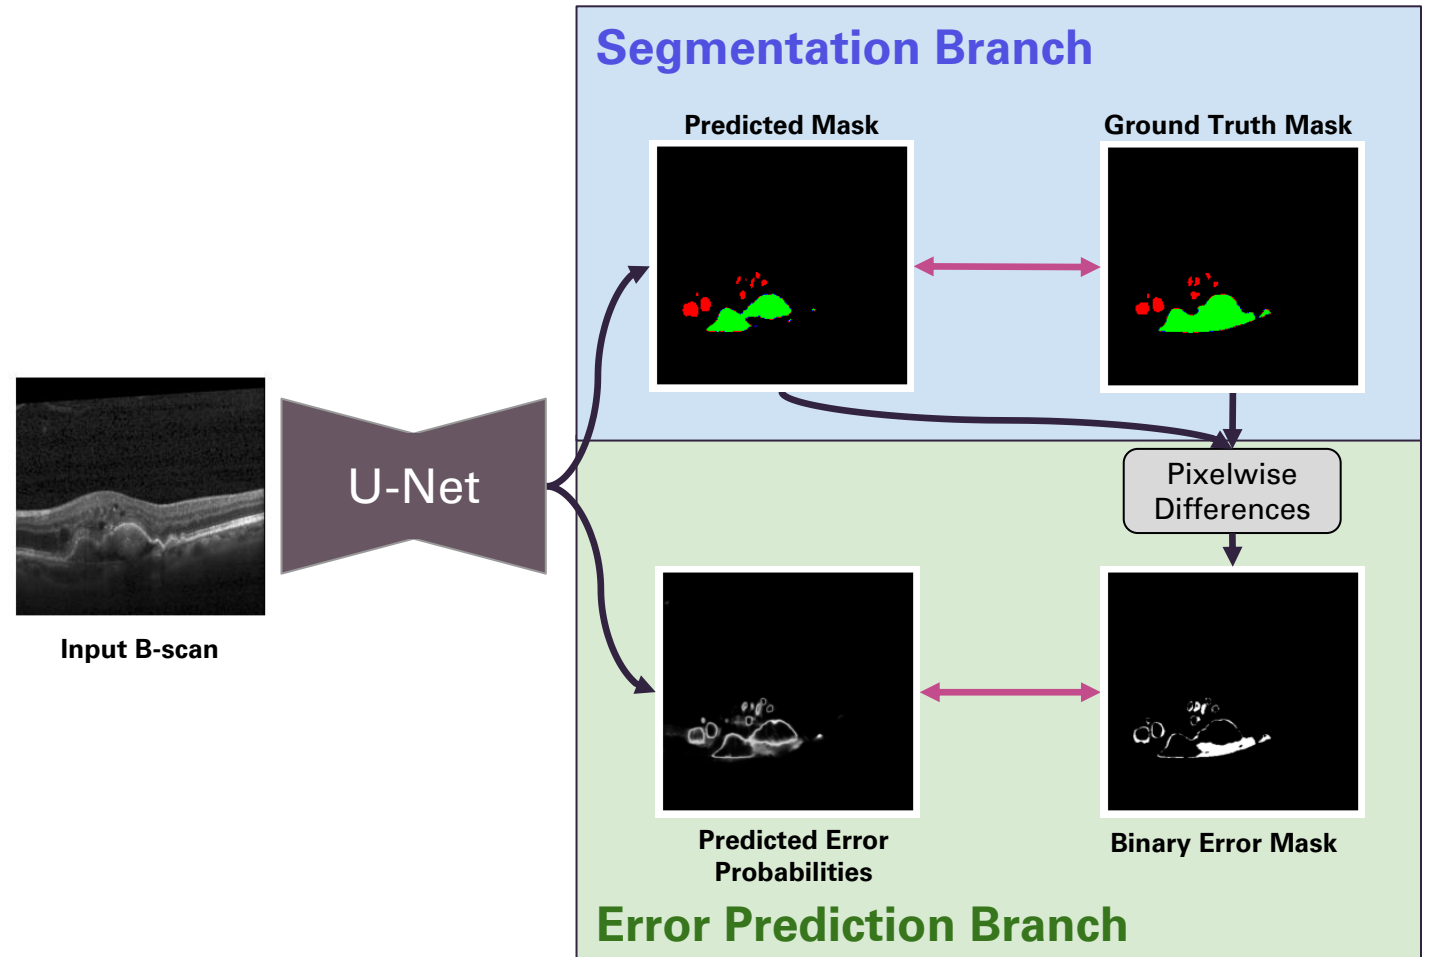 Segmentation Branch
Predicted Mask
Ground Truth Mask
U-Net
Input B-scan
Pixelwise
Differences
Predicted Error
Probabilities
Binary Error Mask
Error Prediction Branch